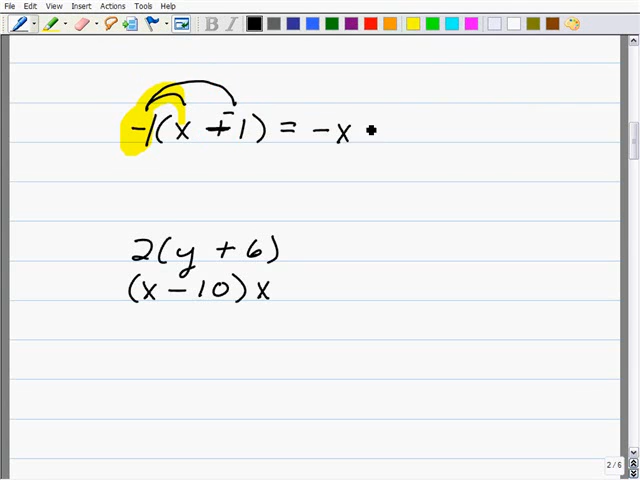 File Edit View Insert Actions Tools Help
-1(x +-1) = -x
2(y + 6)
(x - 10)x
2 / 6